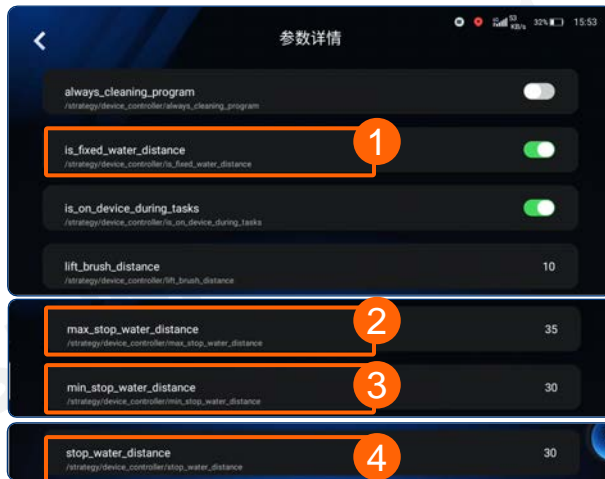 53
KB/s
32%
15:53
参数详情
always_cleaning_program
/strategy/device_controller/always_cleaning_program
is_fixed_water_distance
/strategy/device_controller/is_fixed_water_distance
1
is_on_device_during_tasks
/strategy/device_controller/is_on_device_during_tasks
lift_brush_distance
10
/strategy/device_controller/lift_brush_distance
max_stop_water_distance
2
35
/strategy/device_controller/max_stop_water_distance
min_stop_water_distance
3
30
/strategy/device_controller/min_stop_water_distance
stop_water_distance
4
30
/strategy/device_controller/stop_water_distance